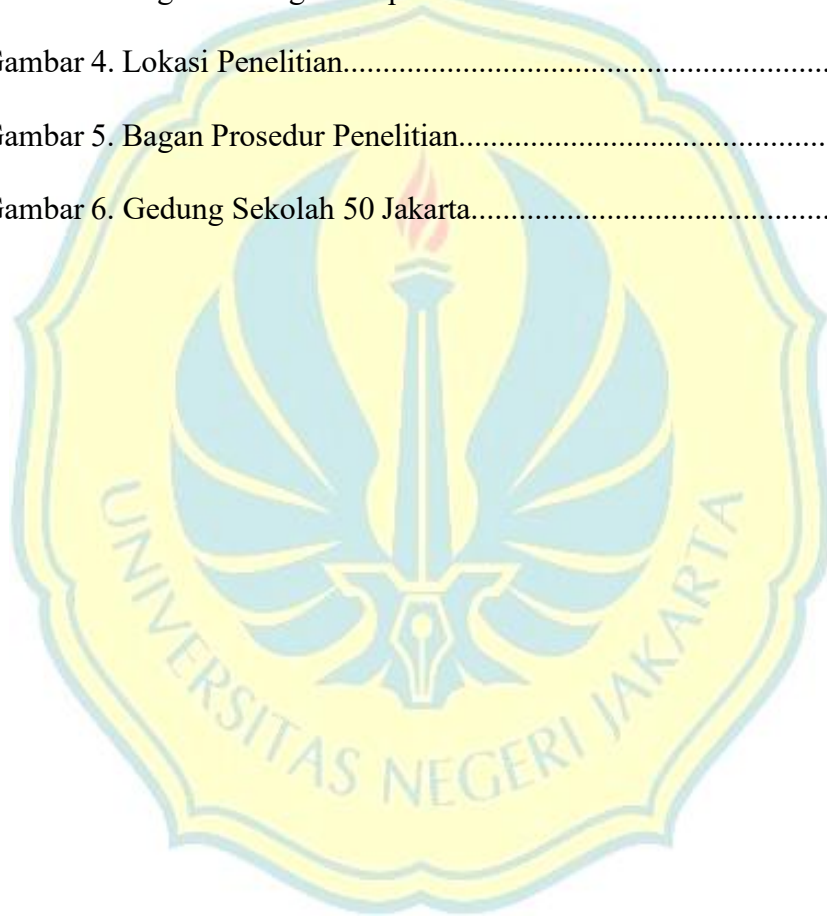 Gambar 4. Lokasi Penelitian............................................................
Gambar 5. Bagan Prosedur Penelitian..............................................
Gambar 6. Gedung Sekolah 50 Jakarta.............................................
UNIVERSITAS NEGERI JAKARTA